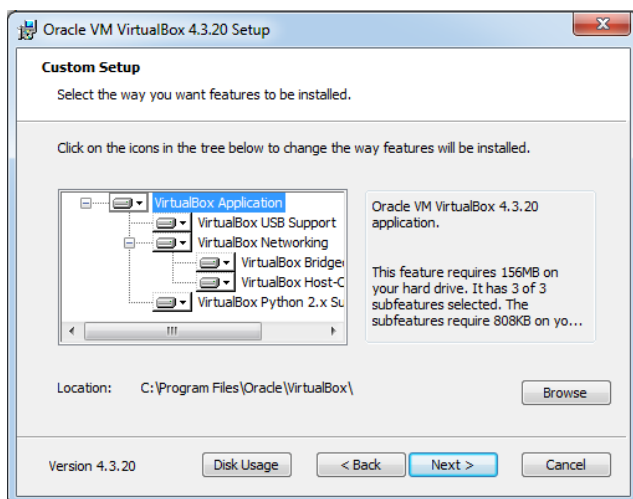 Oracle VM VirtualBox 4.3.20 Setup
Custom Setup
Select the way you want features to be installed.
Click on the icons in the tree below to change the way features will be installed.
VirtualBox Application
VirtualBox USB Support
VirtualBox Networking
VirtualBox Bridge
VirtualBox Host-C
VirtualBox Python 2.x Su
Oracle VM VirtualBox 4.3.20
application.
This feature requires 156MB on
your hard drive. It has 3 of 3
subfeatures selected. The
subfeatures require 808KB on yo...
Location: C:\Program Files\Oracle\VirtualBox\
Browse
Version 4.3.20
Disk Usage
< Back
Next >
Cancel